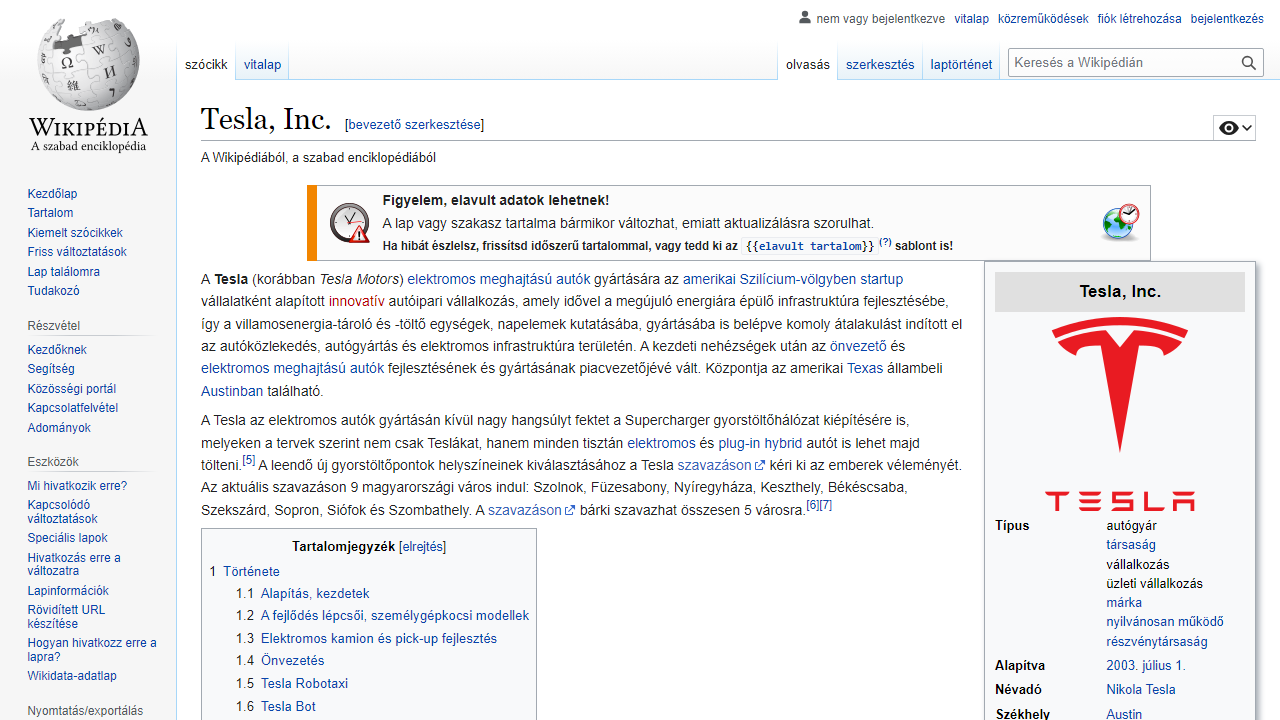 nem vagy bejelentkezve vitalap közreműködések fiók létrehozása bejelentkezés
szócikk vitalap olvasás szerkesztés laptörténet Keresés a Wikipédián
WIKIPÉDIA
A szabad enciklopédia
Kezdőlap
Tartalom
Kiemelt szócikkek
Friss változtatások
Lap találomra
Tudakozó
Részvétel
Kezdőknek
Segítség
Közösségi portál
Kapcsolatfelvétel
Adományok
Eszközök
Mi hivatkozik erre?
Kapcsolódó
változtatások
Speciális lapok
Hivatkozás erre a
változatra
Lapinformációk
Rövidített URL
készítése
Hogyan hivatkozz erre a
lapra?
Wikidata-adatlap
Nyomtatás/exportálás
Tesla, Inc. [bevezető szerkesztése]
A Wikipédiából, a szabad enciklopédiából
Figyelem, elavult adatok lehetnek!
A lap vagy szakasz tartalma bármikor változhat, emiatt aktualizálásra szorulhat.
Ha hibát észlelsz, frissítsd időszerű tartalommal, vagy tedd ki az {{elavult tartalom}} (?) sablont is!
A Tesla (korábban Tesla Motors) elektromos meghajtású autók gyártására az amerikai Szilícium-völgyben startup
vállalatként alapított innovatív autóipari vállalkozás, amely idővel a megújuló energiára épülő infrastruktúra fejlesztésébe,
így a villamosenergia-tároló és -töltő egységek, napelemek kutatásába, gyártásába is belépve komoly átalakulást indított el
az autóközlekedés, autógyártás és elektromos infrastruktúra területén. A kezdeti nehézségek után az önvezető és
elektromos meghajtású autók fejlesztésének és gyártásának piacvezetőjévé vált. Központja az amerikai Texas állambeli
Austinban található.
A Tesla az elektromos autók gyártásán kívül nagy hangsúlyt fektet a Supercharger gyorstöltőhálózat kiépítésére is,
melyeken a tervek szerint nem csak Teslákat, hanem minden tisztán elektromos és plug-in hybrid autót is lehet majd
tölteni.[5] A leendő új gyorstöltőpontok helyszíneinek kiválasztásához a Tesla szavazáson kéri ki az emberek véleményét.
Az aktuális szavazáson 9 magyarországi város indul: Szolnok, Füzesabony, Nyíregyháza, Keszthely, Békéscsaba,
Szekszárd, Sopron, Siófok és Szombathely. A szavazáson bárki szavazhat összesen 5 városra.[6][7]
Tartalomjegyzék [elrejtés]
1 Története
1.1 Alapítás, kezdetek
1.2 A fejlődés lépcsői, személygépkocsi modellek
1.3 Elektromos kamion és pick-up fejlesztés
1.4 Önvezetés
1.5 Tesla Robotaxi
1.6 Tesla Bot
Tesla, Inc.
TESLA
Típus autógyár
társaság
vállalkozás
üzleti vállalkozás
márka
nyilvánosan működő
részvénytársaság
Alapítva 2003. július 1.
Névadó Nikola Tesla
Székhely Austin